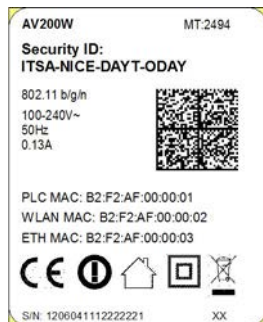 AV200W MT:2494
Security ID:
ITSA-NICE-DAYT-ODAY
802.11 b/g/n
100-240V~
50Hz
0.13A
PLC MAC: B2:F2:AF:00:00:01
WLAN MAC: B2:F2:AF:00:00:02
ETH MAC: B2:F2:AF:00:00:03
CE
S/N: 1206041112222221 XX